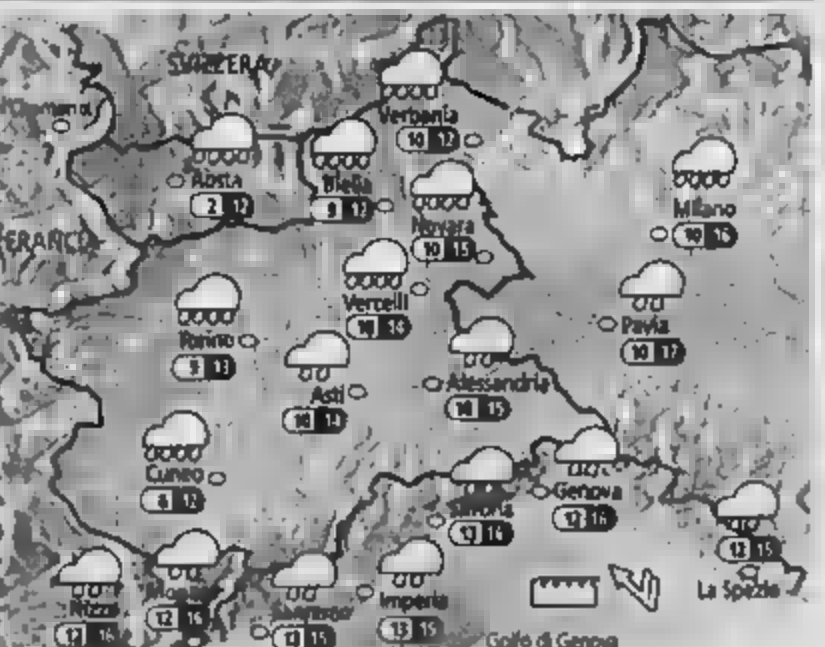 SVIZZERA
Verbania
10 12
Aosta
2 12
Biella
9 12
Novara
10 15
Milano
10 16
FRANCIA
Vercelli
10 14
Torino
9 13
Pavia
10 17
Asti
10 14
Alessandria
10 15
Cuneo
6 12
Genova
12 16
Savona
13 14
12 15
La Spezia
Nizza
12 16
12 16
13 15
Imperia
13 15
Golfo di Genova